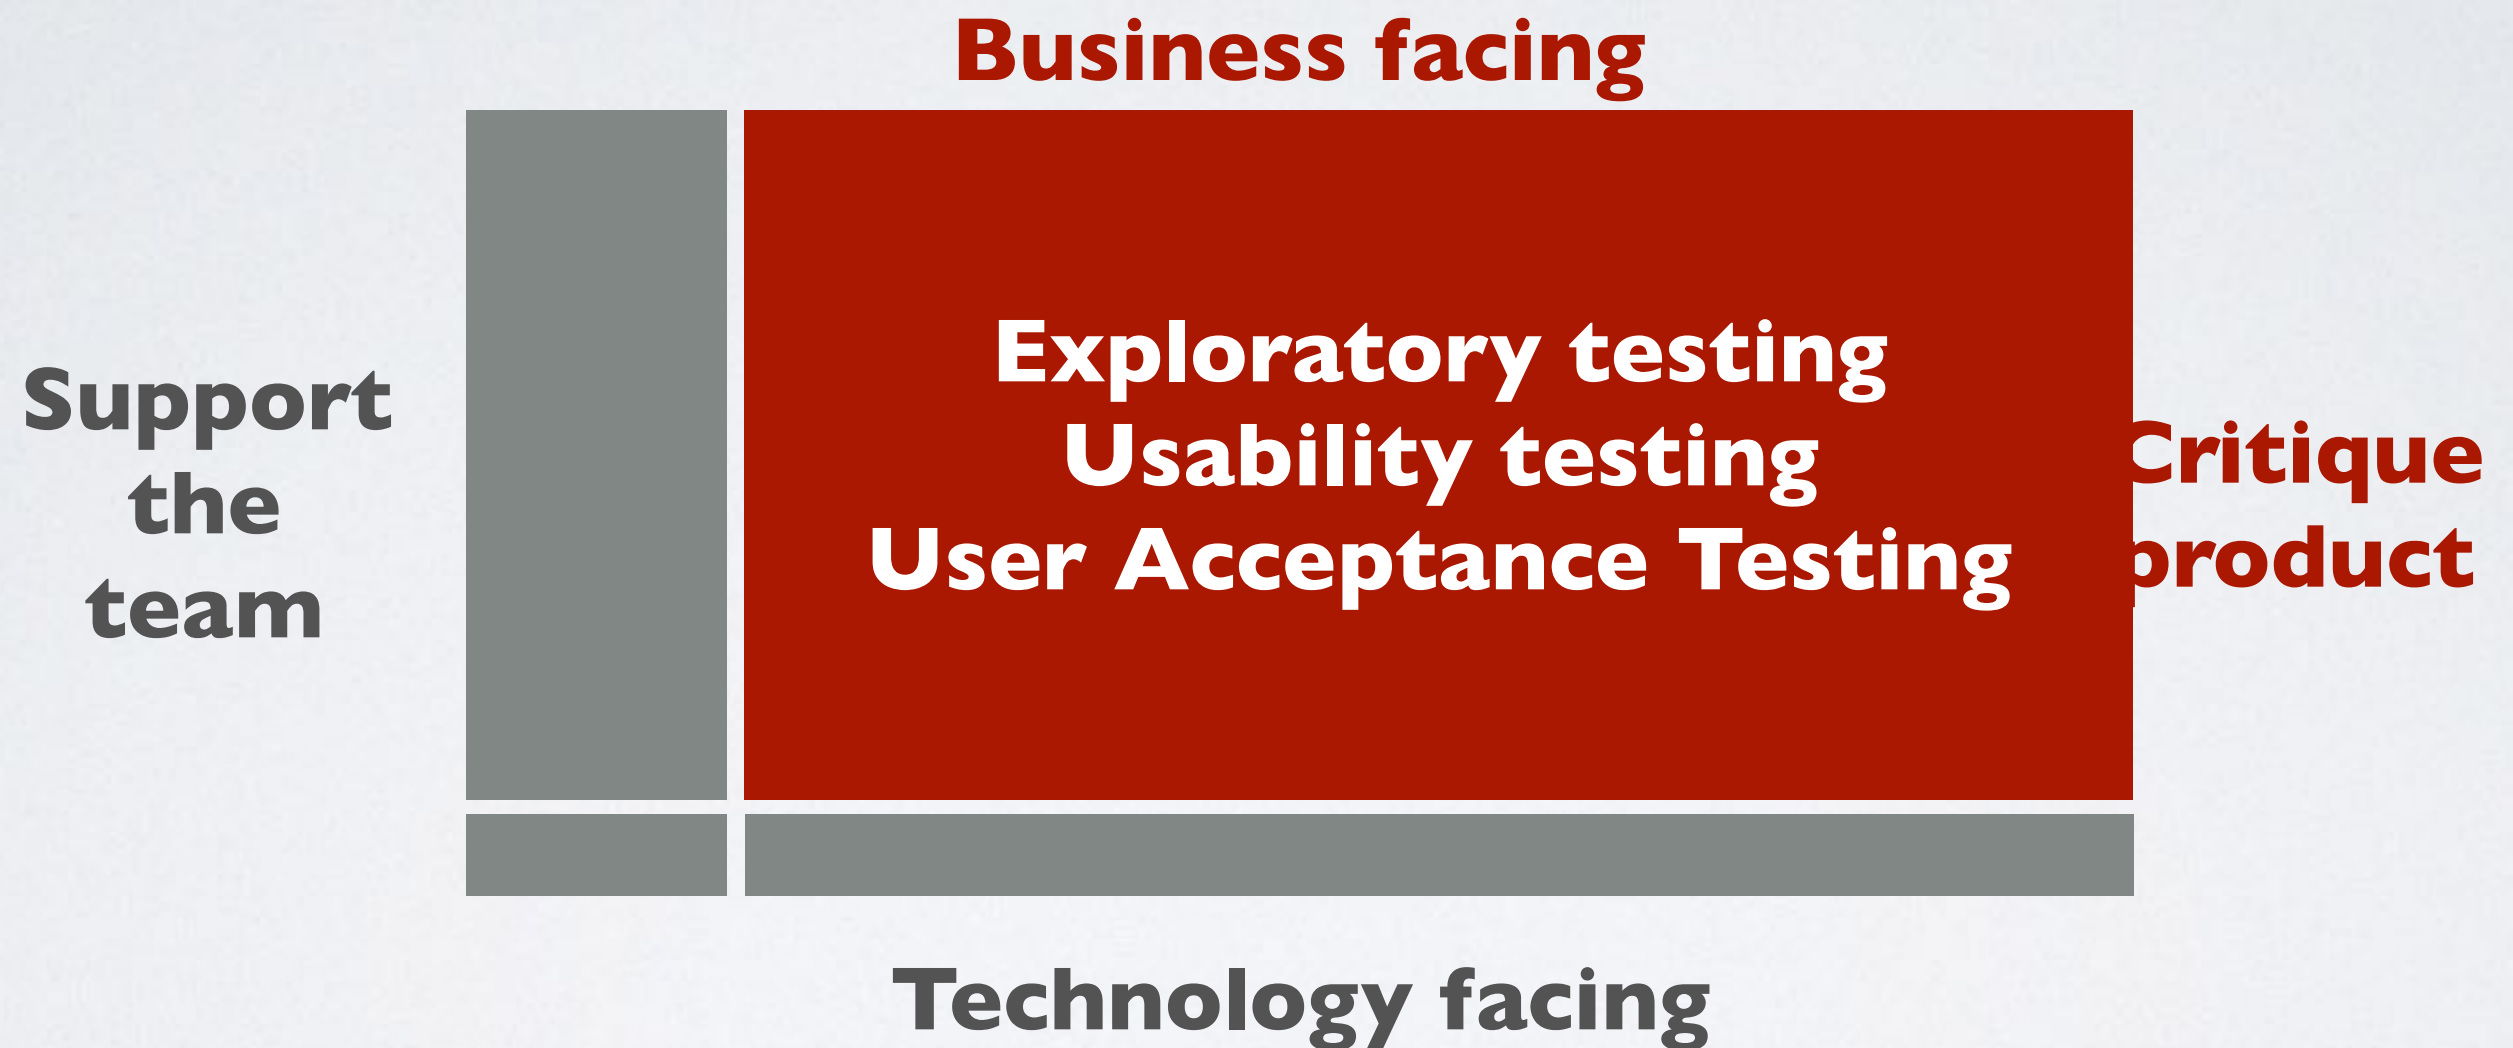 Business facing
Exploratory testing
Usability testing
User Acceptance Testing
Support
the
team
Critique
product
Technology facing